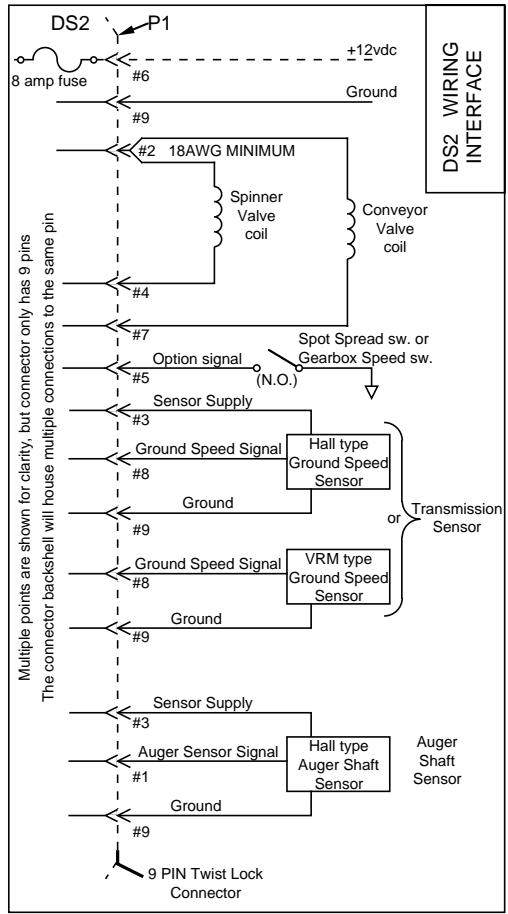 DS2
P1
DS2 WIRING
INTERFACE
8 amp fuse
#6
+12vdc
Ground
#9
#2 18AWG MINIMUM
Spinner
Valve
coil
Conveyor
Valve
coil
#4
#7
Multiple points are shown for clarity, but connector only has 9 pins
The connector backshell will house multiple connections to the same pin
Spot Spread sw. or
Gearbox Speed sw.
Option signal
(N.O.)
#5
Sensor Supply
#3
Ground Speed Signal
#8
Hall type
Ground Speed
Sensor
Ground
#9
or
Transmission
Sensor
Ground Speed Signal
#8
VRM type
Ground Speed
Sensor
Ground
#9
Sensor Supply
#3
Auger Sensor Signal
#1
Hall type
Auger Shaft
Sensor
Auger
Shaft
Sensor
Ground
#9
9 PIN Twist Lock
Connector